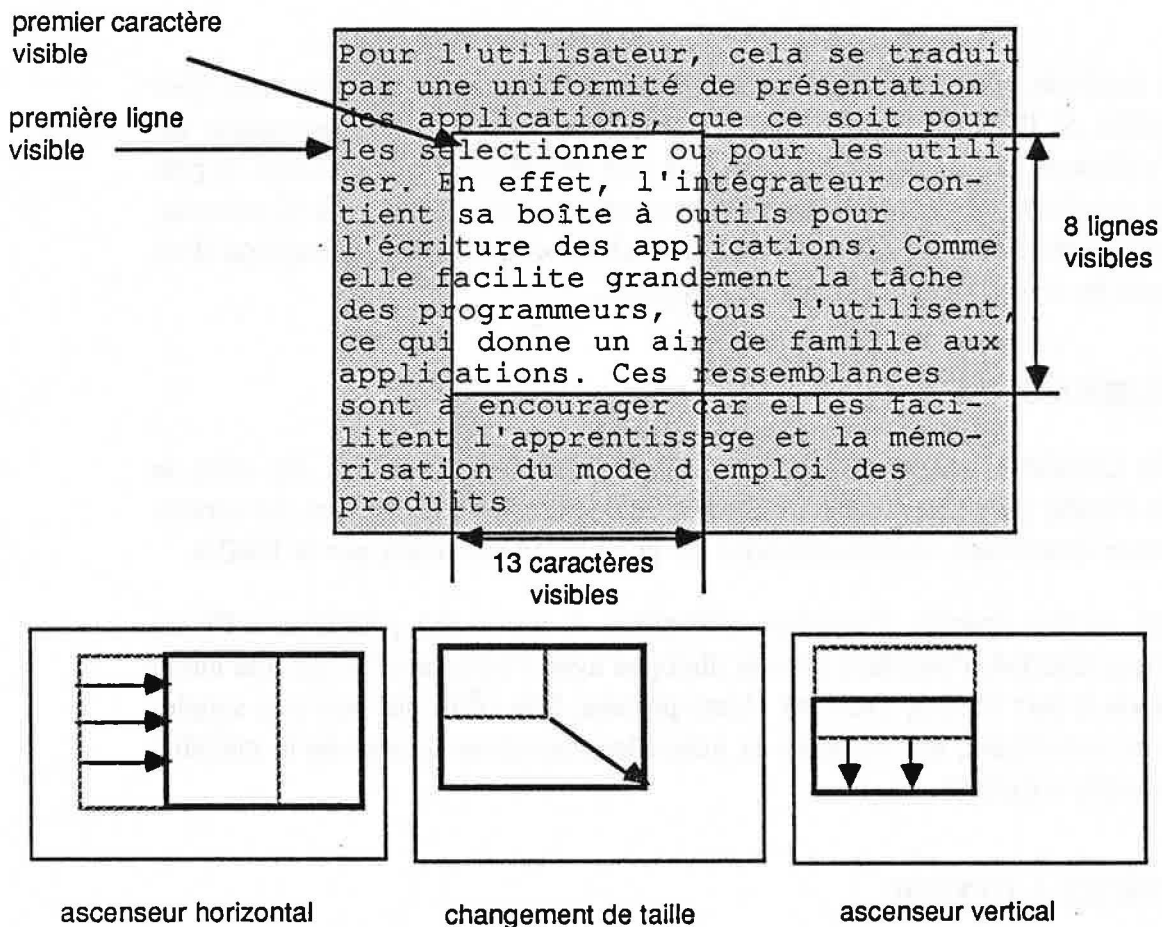 premier caractère
visible
première ligne
visible
Pour l'utilisateur, cela se traduit
par une uniformité de présentation
des applications, que ce soit pour
les sélectionner ou pour les utili-
ser. En effet, l'intégrateur con-
tient sa boîte à outils pour
l'écriture des applications. Comme
elle facilite grandement la tâche
des programmeurs, tous l'utilisent,
ce qui donne un air de famille aux
applications. Ces ressemblances
sont à encourager car elles faci-
litent l'apprentissage et la mémo-
risation du mode d emploi des
produits
8 lignes
visibles
13 caractères
visibles
ascenseur horizontal
changement de taille
ascenseur vertical